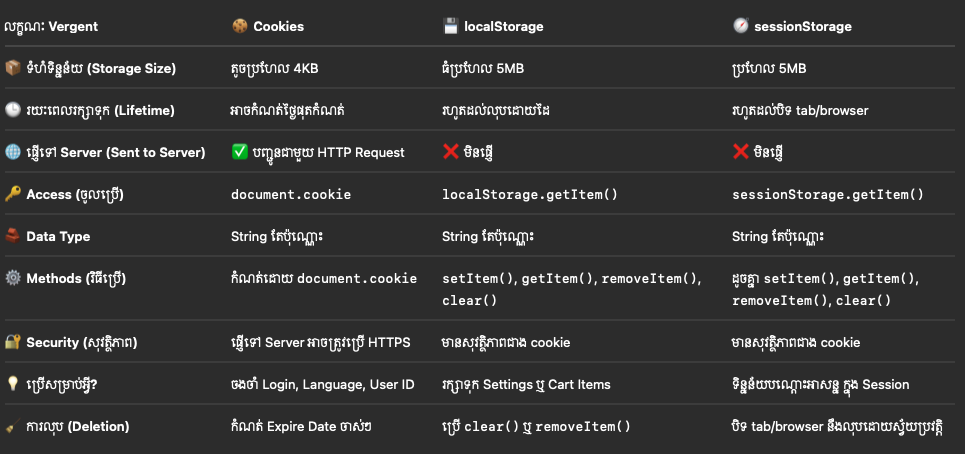 លក្ខណៈ Vergent 🍪 Cookies 💾 localStorage 🧭 sessionStorage
📦 ទំហំទិន្នន័យ (Storage Size) តូចប្រហែល 4KB ធំប្រហែល 5MB ប្រហែល 5MB
🕒 រយៈពេលរក្សាទុក (Lifetime) អាចកំណត់ថ្ងៃផុតកំណត់ រហូតដល់លុបដោយដៃ រហូតដល់បិទ tab/browser
🌐 ផ្ញើទៅ Server (Sent to Server) ✅ បញ្ជូនជាមួយ HTTP Request ❌ មិនផ្ញើ ❌ មិនផ្ញើ
🔑 Access (ចូលប្រើ) document.cookie localStorage.getItem() sessionStorage.getItem()
Data Type String តែប៉ុណ្ណោះ String តែប៉ុណ្ណោះ String តែប៉ុណ្ណោះ
⚙️ Methods (វិធីប្រើ) កំណត់ដោយ document.cookie setItem(), getItem(), removeItem(), ដូចគ្នា setItem(), getItem(),
clear() removeItem(), clear()
🔐 Security (សុវត្ថិភាព) ផ្ញើទៅ Server អាចត្រូវប្រើ HTTPS មានសុវត្ថិភាពជាង cookie មានសុវត្ថិភាពជាង cookie
💡 ប្រើសម្រាប់អ្វី? ចងចាំ Login, Language, User ID រក្សាទុក Settings ឬ Cart Items ទិន្នន័យបណ្តោះអាសន្ន ក្នុង Session
🧹 ការលុប (Deletion) កំណត់ Expire Date ចាស់ៗ ប្រើ clear() ឬ removeItem() បិទ tab/browser នឹងលុបដោយស្វ័យប្រវត្តិ